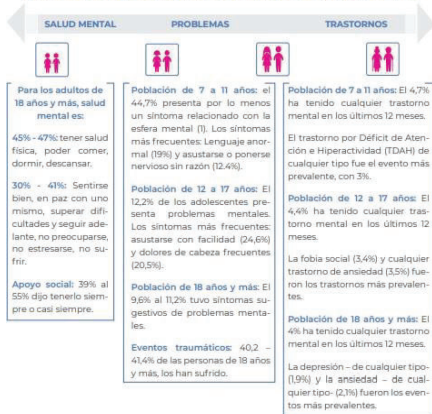 SALUD MENTAL
PROBLEMAS
TRASTORNOS
Para los adultos de
18 años y más, salud
mental es:
45% - 47%: tener salud
física, poder comer,
dormir, descansar.
30% - 41%: Sentirse
bien, en paz con uno
mismo, superar difi-
cultades y seguir ade-
lante, no preocuparse,
no estresarse, no su-
frir.
Apoyo social: 39% al
55% dijo tenerlo siem-
pre o casi siempre.
Población de 7 a 11 años: el
44,7% presenta por lo menos
un síntoma relacionado con la
esfera mental (1). Los síntomas
más frecuentes: Lenguaje anor-
mal (19%) y asustarse o ponerse
nervioso sin razón (12.4%).
Población de 12 a 17 años: El
12,2% de los adolescentes pre-
senta problemas mentales.
Los síntomas más frecuentes:
asustarse con facilidad (24,6%)
y dolores de cabeza frecuentes
(20,5%).
Población de 18 años y más: El
9,6% al 11,2% tuvo síntomas su-
gestivos de problemas menta-
les.
Eventos traumáticos: 40,2 –
41,4% de las personas de 18 años
y más, los han sufrido.
Población de 7 a 11 años: El 4,7%
ha tenido cualquier trastorno
mental en los últimos 12 meses.
El trastorno por Déficit de Aten-
ción e Hiperactividad (TDAH) de
cualquier tipo fue el evento más
prevalente, con 3%.
Población de 12 a 17 años: El
4,4% ha tenido cualquier tras-
torno mental en los últimos 12
meses.
La fobia social (3,4%) y cualquier
trastorno de ansiedad (3,5%) fue-
ron los trastornos más prevalen-
tes.
Población de 18 años y más: El
4% ha tenido cualquier trastorno
mental en los últimos 12 meses.
La depresión – de cualquier tipo-
(1,9%) y la ansiedad – de cual-
quier tipo- (2,1%) fueron los even-
tos más prevalentes.